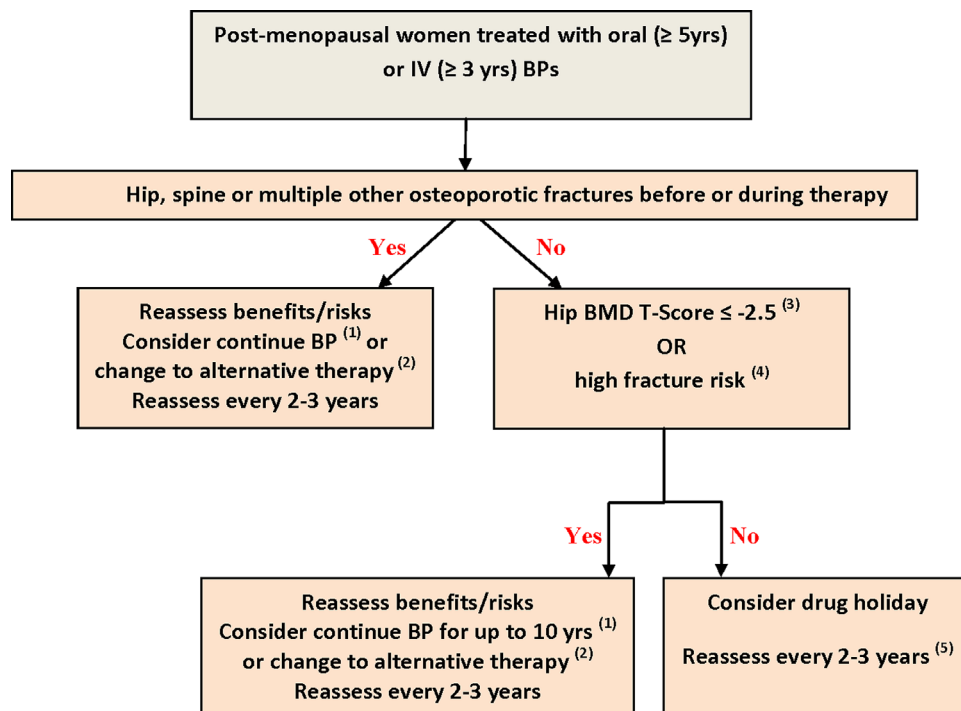 Post-menopausal women treated with oral (≥ 5yrs)
or IV (≥ 3 yrs) BPs
Hip, spine or multiple other osteoporotic fractures before or during therapy
Yes
No
Reassess benefits/risks
Consider continue BP (1) or
change to alternative therapy (2)
Reassess every 2-3 years
Hip BMD T-Score ≤ -2.5 (3)
OR
high fracture risk (4)
Yes
No
Reassess benefits/risks
Consider continue BP for up to 10 yrs (1)
or change to alternative therapy (2)
Reassess every 2-3 years
Consider drug holiday
Reassess every 2-3 years (5)